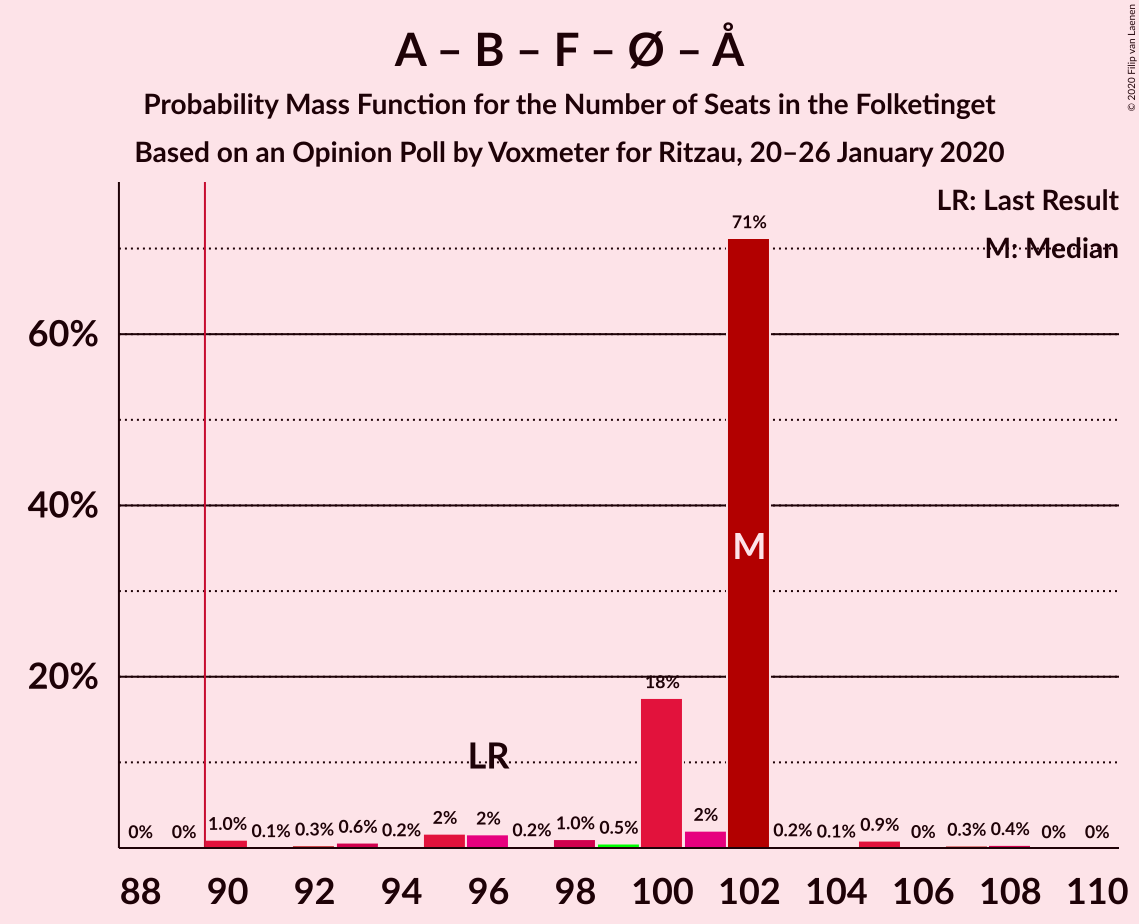 A – B – F – Ø – Å
Probability Mass Function for the Number of Seats in the Folketinget
Based on an Opinion Poll by Voxmeter for Ritzau, 20–26 January 2020
© 2020 Filip van Laenen
LR: Last Result
M: Median
71%
60%
40%
M
20%
18%
LR
0% 0% 1.0% 0.1% 0.3% 0.6% 0.2% 2% 2% 0.2% 1.0% 0.5% 2% 0.2% 0.1% 0.9% 0% 0.3% 0.4% 0% 0%
88 90 92 94 96 98 100 102 104 106 108 110